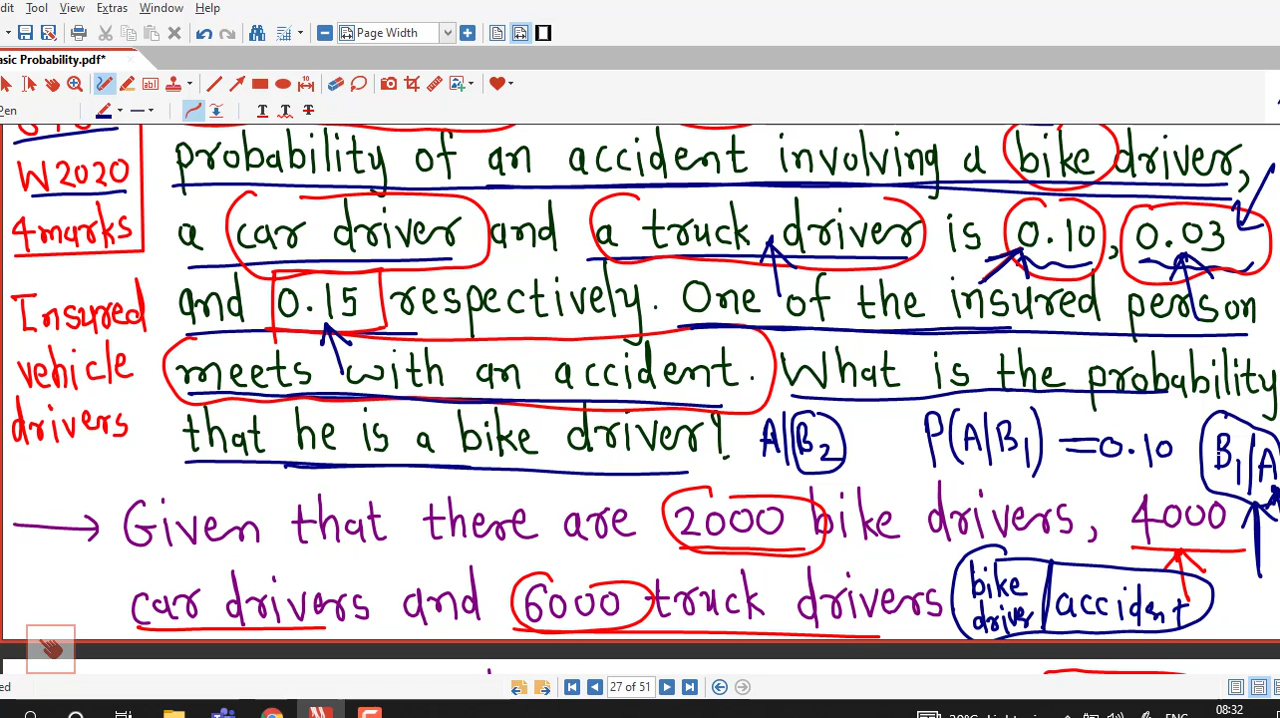 dit Tool View Extras Window Help
Page Width
asic Probability.pdf*
Pen
W2020
4 marks
Insured
vehicle
drivers
probability of an accident involving a bike driver,
a car driver and a truck driver is 0.10, 0.03
and 0.15 respectively. One of the insured person
meets with an accident. What is the probability
that he is a bike driver? A|B2 P(A|B1) = 0.10 B1|A
→ Given that there are 2000 bike drivers, 4000
car drivers and 6000 truck drivers
bike driver | accident
ed 27 of 51
ENG 08:32